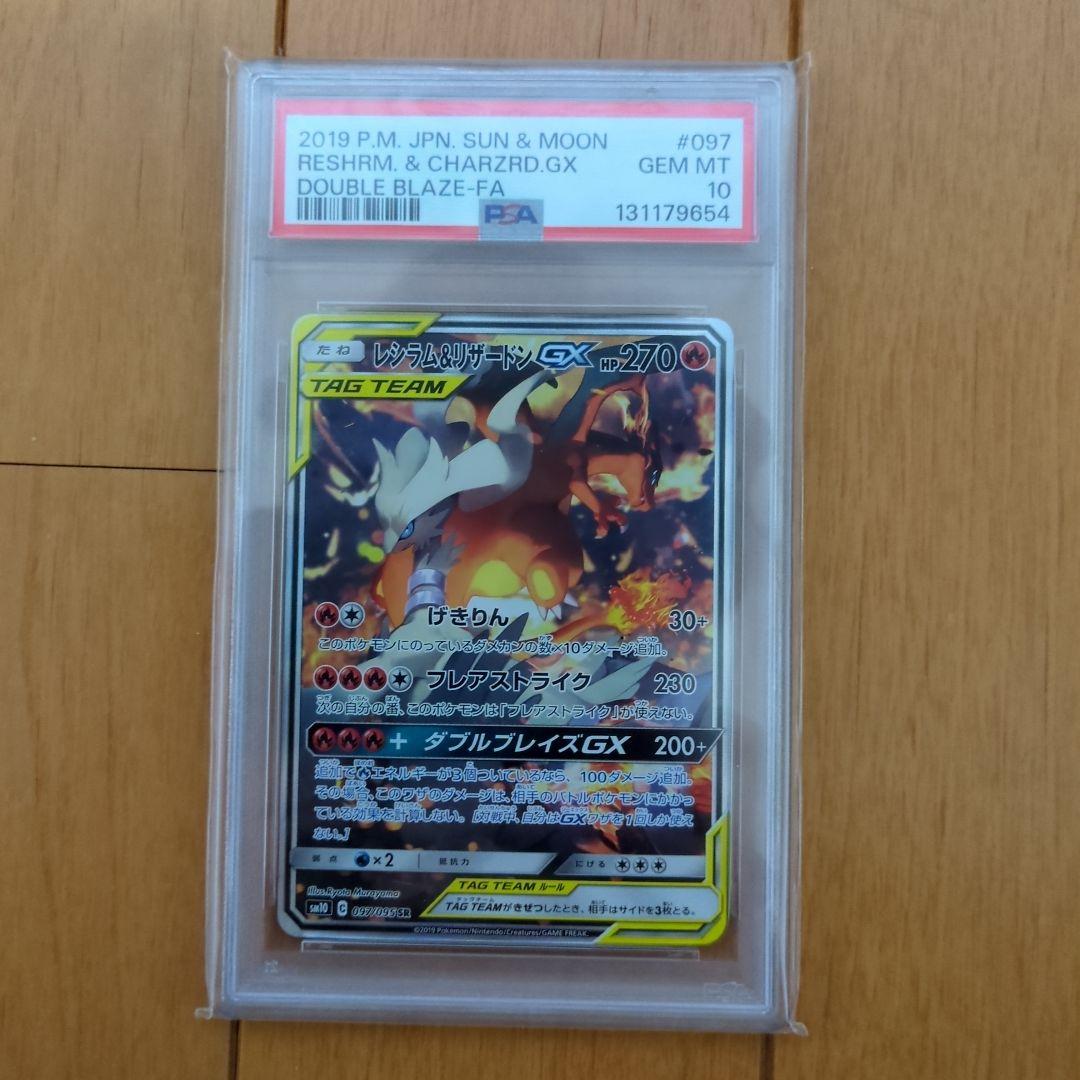 2019 P.M. JPN. SUN & MOON #097
RESHRM. & CHARZRD.GX GEM MT
DOUBLE BLAZE-FA 10
PSA 131179654
たね レシラム&リザードンGX HP270
TAG TEAM
げきりん 30+
このポケモンにのっているダメカンの数×10ダメージ追加。
フレアストライク 230
次の自分の番、このポケモンは「フレアストライク」が使えない。
+ ダブルブレイズGX 200+
追加で炎エネルギーが3個ついているなら、100ダメージ追加。
その場合、このワザのダメージは、相手のバトルポケモンにかかっ
ている効果を計算しない。[対戦中、自分はGXワザを1回しか使え
ない。]
弱点 ×2 抵抗力 にげる
TAG TEAM ルール
Illus.Ryota Murayama
TAG TEAMがきぜつしたとき、相手はサイドを3枚とる。
SM10 C 097/095 SR
©2019 Pokémon/Nintendo/Creatures/GAME FREAK.